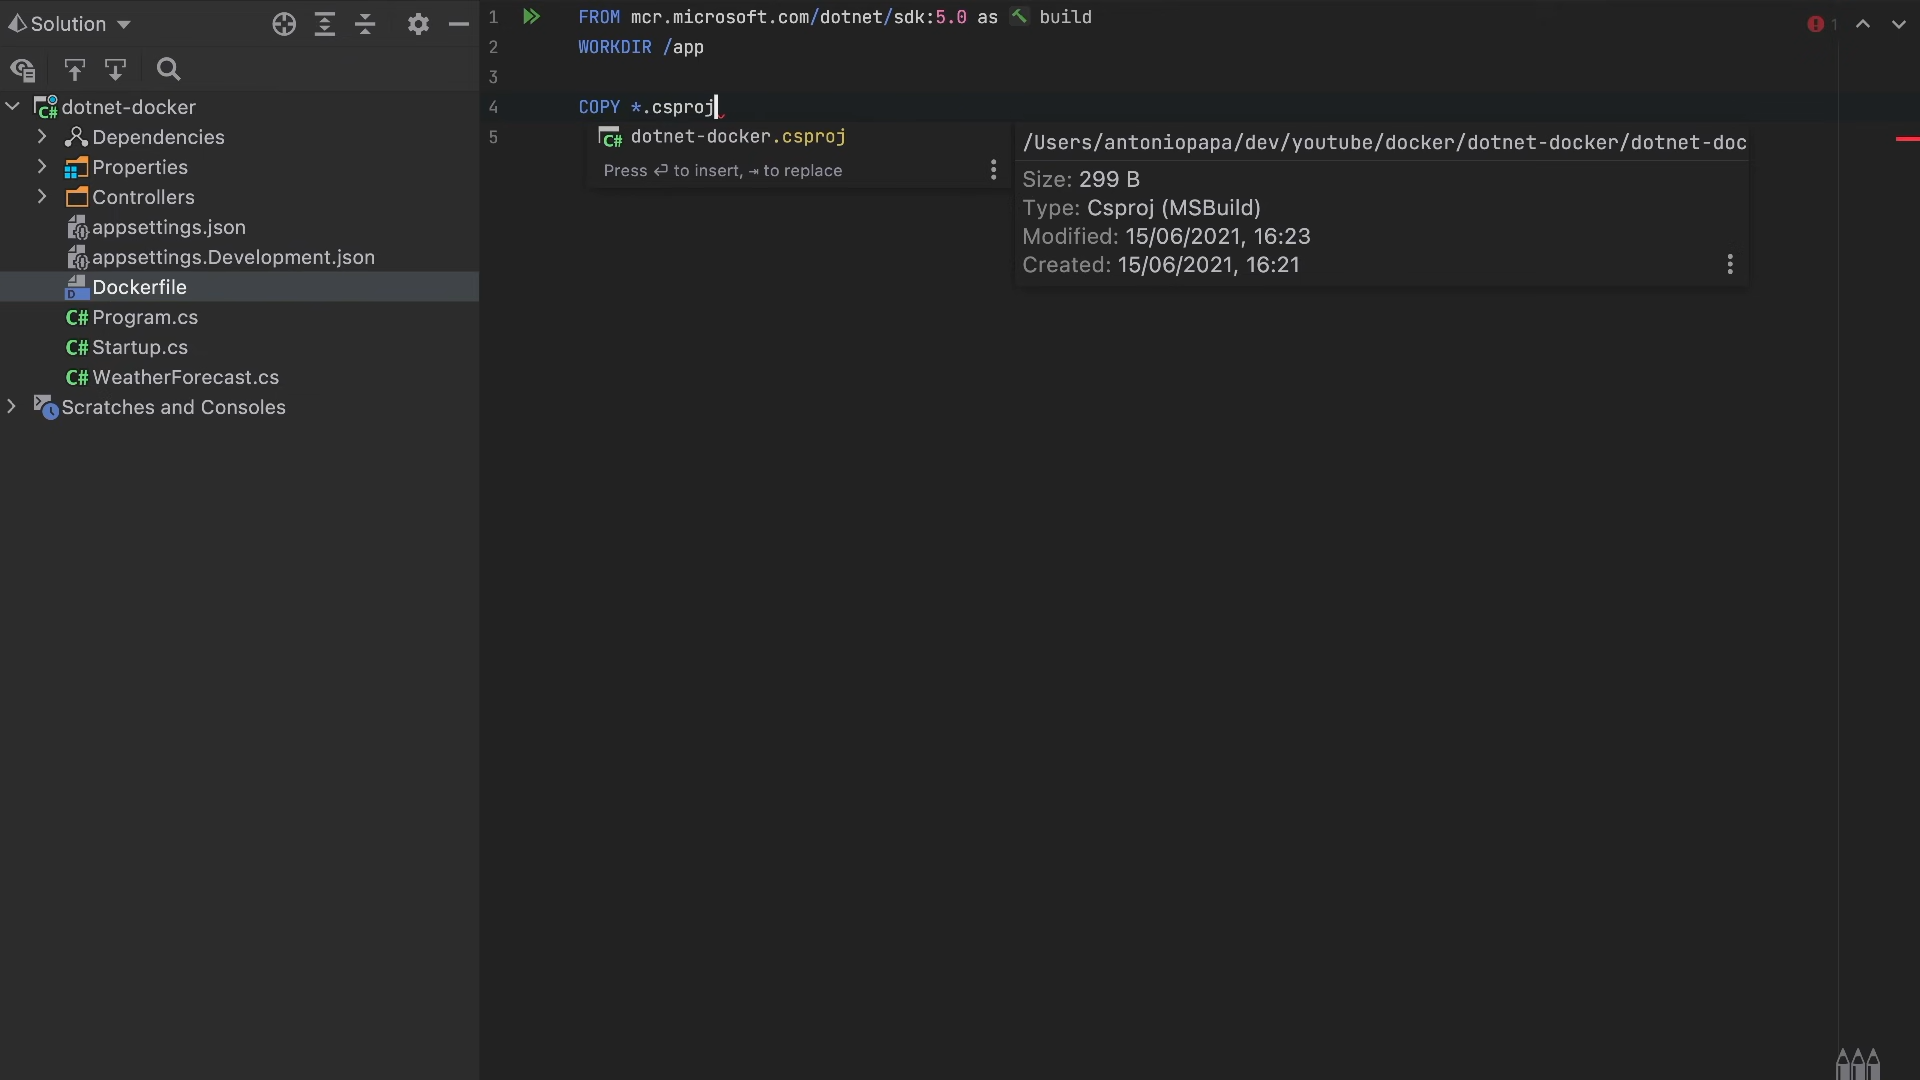 Solution
dotnet-docker
Dependencies
Properties
Controllers
appsettings.json
appsettings.Development.json
Dockerfile
C# Program.cs
C# Startup.cs
C# WeatherForecast.cs
Scratches and Consoles
1 FROM mcr.microsoft.com/dotnet/sdk:5.0 as build
2 WORKDIR /app
3
4 COPY *.csproj
5
C# dotnet-docker.csproj
Press ⏎ to insert, ⇥ to replace
/Users/antoniopapa/dev/youtube/docker/dotnet-docker/dotnet-doc
Size: 299 B
Type: Csproj (MSBuild)
Modified: 15/06/2021, 16:23
Created: 15/06/2021, 16:21
1